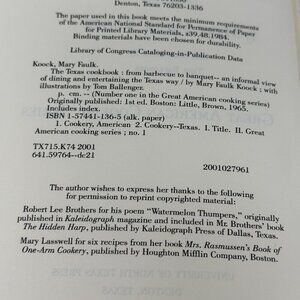 Denton, Texas 76203-1336
The paper used in this book meets the minimum requirements
of the American National Standard for Permanence of Paper
for Printed Library Materials, z39.48.1984.
Binding materials have been chosen for durability.
Library of Congress Cataloging-in-Publication Data
Koock, Mary Faulk.
The Texas cookbook : from barbecue to banquet-- an informal view
of dining and entertaining the Texas way / by Mary Faulk Koock ; with
illustrations by Tom Ballenger.
p. cm. -- (Number one in the Great American cooking series)
Originally published: 1st ed. Boston: Little, Brown, 1965.
Includes index.
ISBN 1-57441-136-5 (alk. paper)
1. Cookery, American 2. Cookery--Texas. I. Title. II. Great
American cooking series ; no. 1
TX715.K74 2001
641.59764--dc21
2001027961
The author wishes to express her thanks to the following
for permission to reprint copyrighted material:
Robert Lee Brothers for his poem "Watermelon Thumpers," originally
published in Kaleidograph magazine and included in Mr. Brothers' book
The Hidden Harp, published by Kaleidograph Press of Dallas, Texas.
Mary Lasswell for six recipes from her book Mrs. Rasmussen's Book of
One-Arm Cookery, published by Houghton Mifflin Company, Boston.